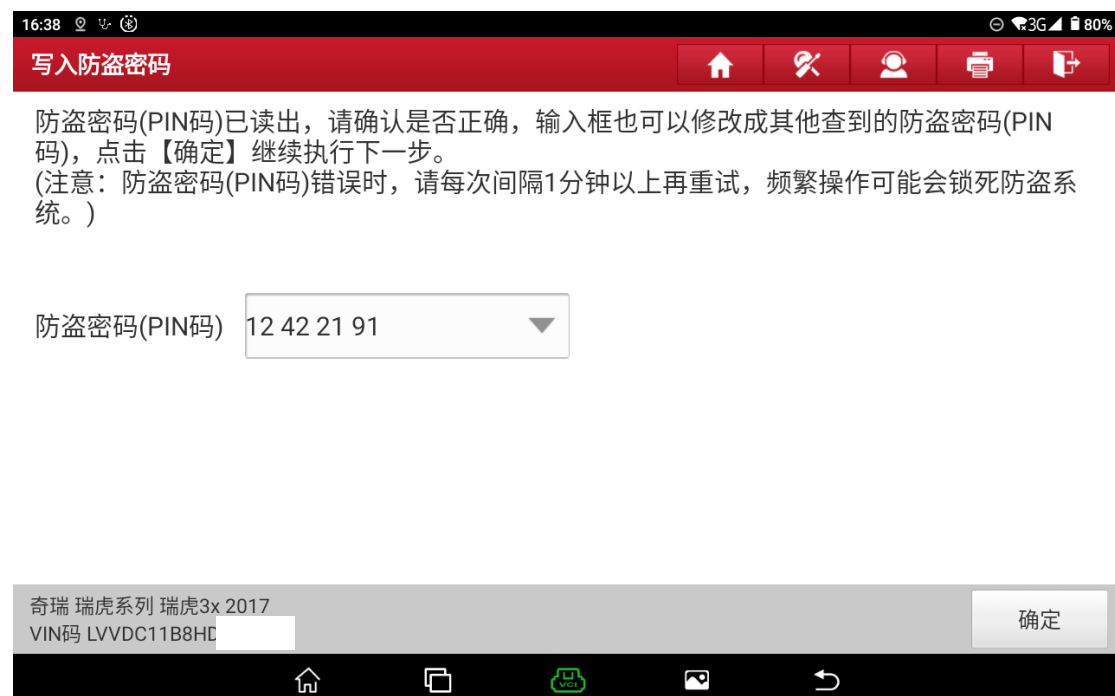 16:38 3G 80%
写入防盗密码
防盗密码(PIN码)已读出，请确认是否正确，输入框也可以修改成其他查到的防盗密码(PIN
码)，点击【确定】继续执行下一步。
(注意：防盗密码(PIN码)错误时，请每次间隔1分钟以上再重试，频繁操作可能会锁死防盗系
统。)
防盗密码(PIN码) 12 42 21 91
奇瑞 瑞虎系列 瑞虎3x 2017
VIN码 LVVDC11B8HD
确定
VCI